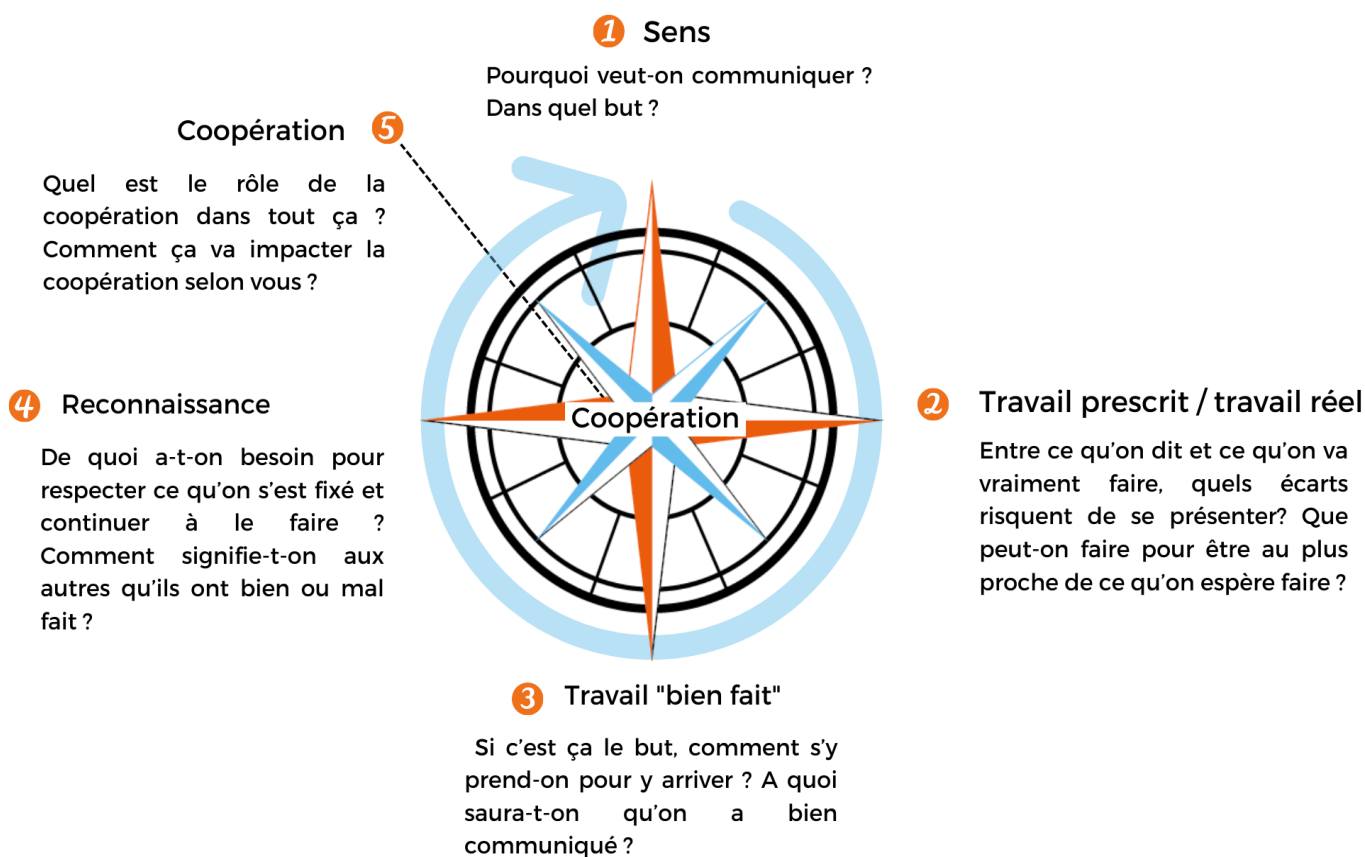 1 Sens
Pourquoi veut-on communiquer ?
Dans quel but ?
2 Travail prescrit / travail réel
Entre ce qu'on dit et ce qu'on va
vraiment faire, quels écarts
risquent de se présenter? Que
peut-on faire pour être au plus
proche de ce qu'on espère faire ?
3 Travail "bien fait"
Si c'est ça le but, comment s'y
prend-on pour y arriver ? A quoi
saura-t-on qu'on a bien
communiqué ?
4 Reconnaissance
De quoi a-t-on besoin pour
respecter ce qu'on s'est fixé et
continuer à le faire ?
Comment signifie-t-on aux
autres qu'ils ont bien ou mal
fait ?
Coopération 5
Quel est le rôle de la
coopération dans tout ça ?
Comment ça va impacter la
coopération selon vous ?
Coopération